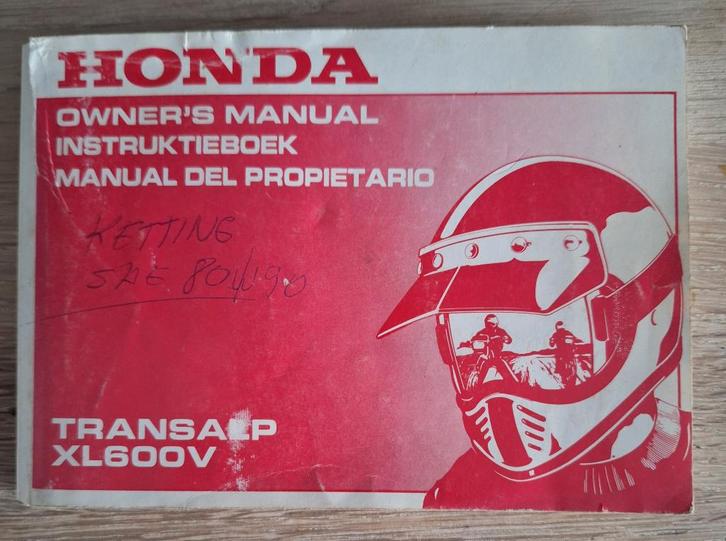 HONDA
OWNER'S MANUAL
INSTRUKTIEBOEK
MANUAL DEL PROPIETARIO
KETTING
SAE 80W90
TRANSALP
XL600V